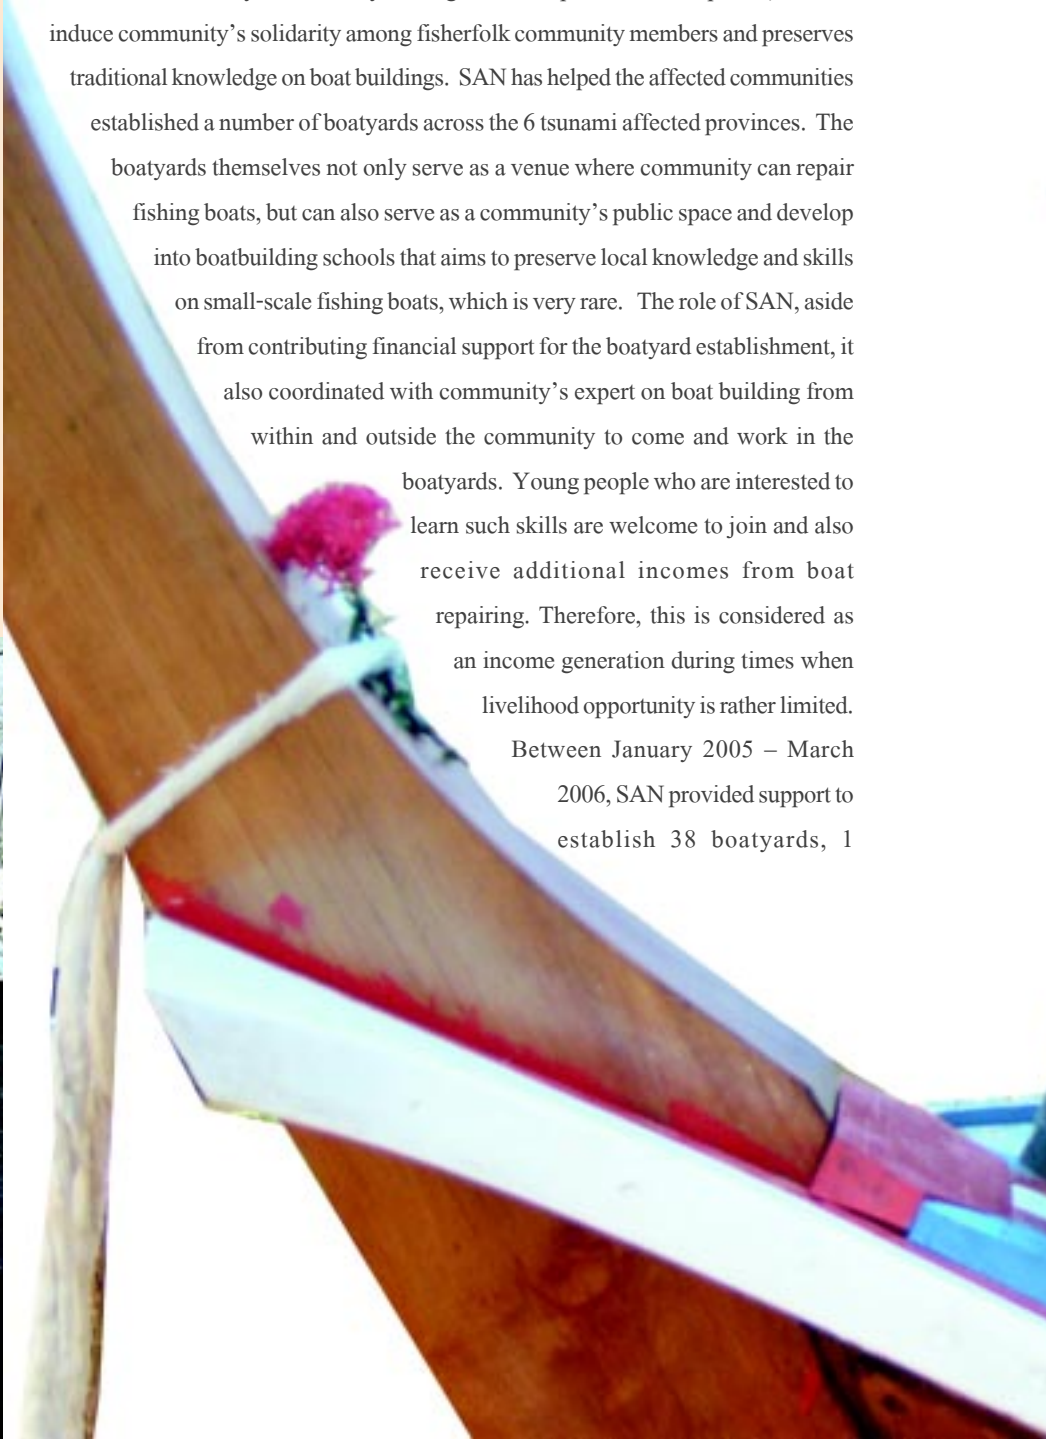 induce community’s solidarity among fisherfolk community members and preserves
traditional knowledge on boat buildings. SAN has helped the affected communities
established a number of boatyards across the 6 tsunami affected provinces. The
boatyards themselves not only serve as a venue where community can repair
fishing boats, but can also serve as a community’s public space and develop
into boatbuilding schools that aims to preserve local knowledge and skills
on small-scale fishing boats, which is very rare. The role of SAN, aside
from contributing financial support for the boatyard establishment, it
also coordinated with community’s expert on boat building from
within and outside the community to come and work in the
boatyards. Young people who are interested to
learn such skills are welcome to join and also
receive additional incomes from boat
repairing. Therefore, this is considered as
an income generation during times when
livelihood opportunity is rather limited.
Between January 2005 – March
2006, SAN provided support to
establish 38 boatyards, 1